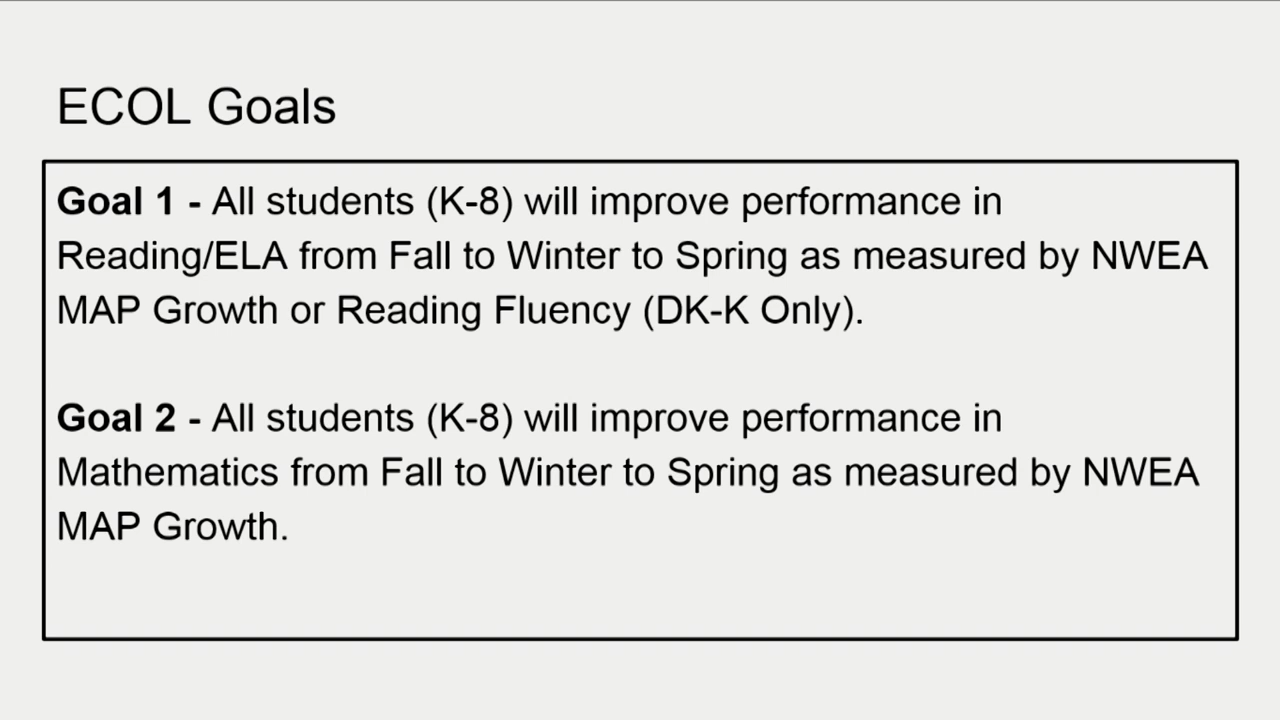 ECOL Goals
Goal 1 - All students (K-8) will improve performance in
Reading/ELA from Fall to Winter to Spring as measured by NWEA
MAP Growth or Reading Fluency (DK-K Only).
Goal 2 - All students (K-8) will improve performance in
Mathematics from Fall to Winter to Spring as measured by NWEA
MAP Growth.